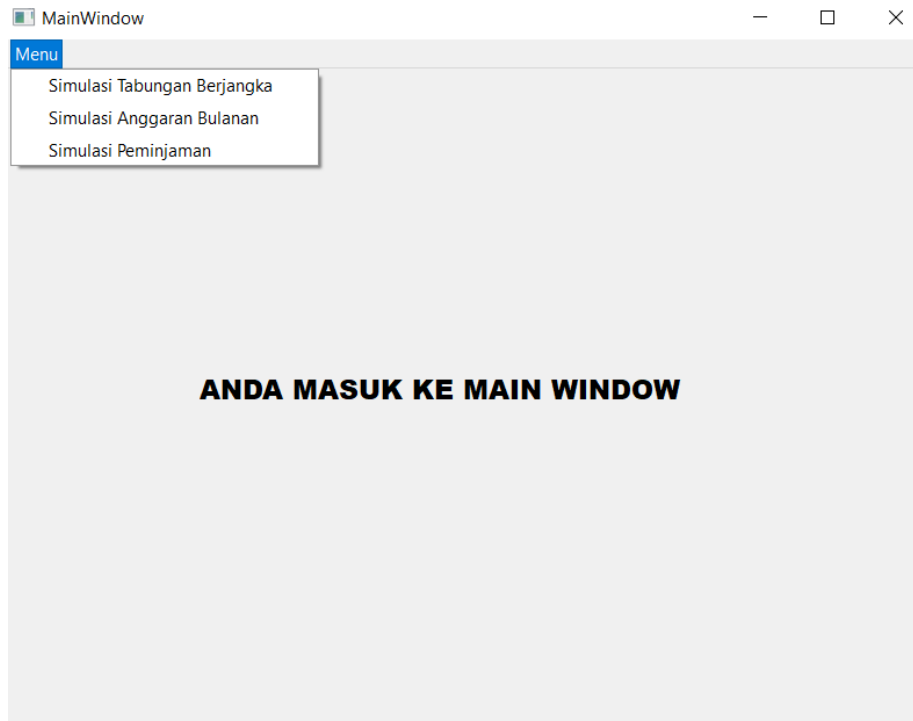 MainWindow
Menu
Simulasi Tabungan Berjangka
Simulasi Anggaran Bulanan
Simulasi Peminjaman
ANDA MASUK KE MAIN WINDOW